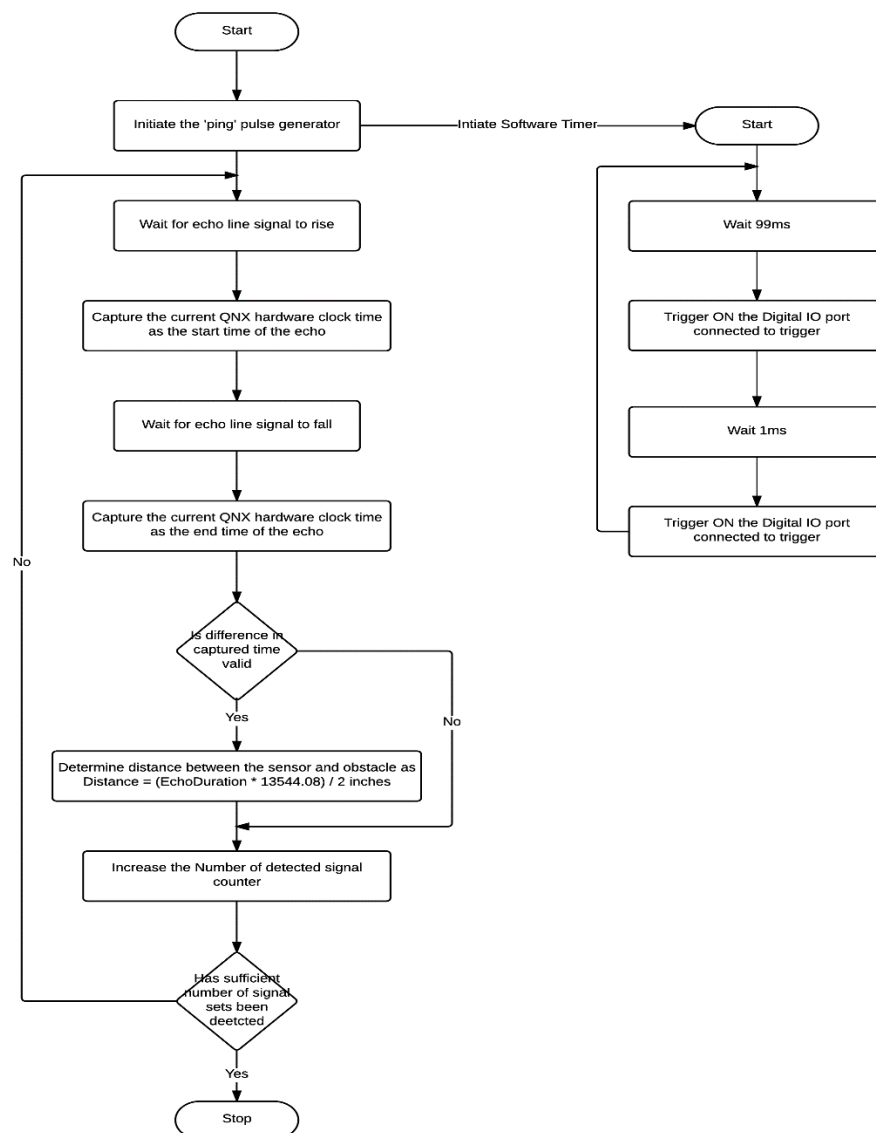 Start
Initiate the 'ping' pulse generator
Intiate Software Timer
Start
Wait for echo line signal to rise
Capture the current QNX hardware clock time
as the start time of the echo
Wait for echo line signal to fall
Capture the current QNX hardware clock time
as the end time of the echo
No
Is difference in
captured time
valid
Yes
No
Determine distance between the sensor and obstacle as
Distance = (EchoDuration * 13544.08) / 2 inches
Increase the Number of detected signal
counter
Has sufficient
number of signal
sets been
deetcted
Yes
Stop
Wait 99ms
Trigger ON the Digital IO port
connected to trigger
Wait 1ms
Trigger ON the Digital IO port
connected to trigger